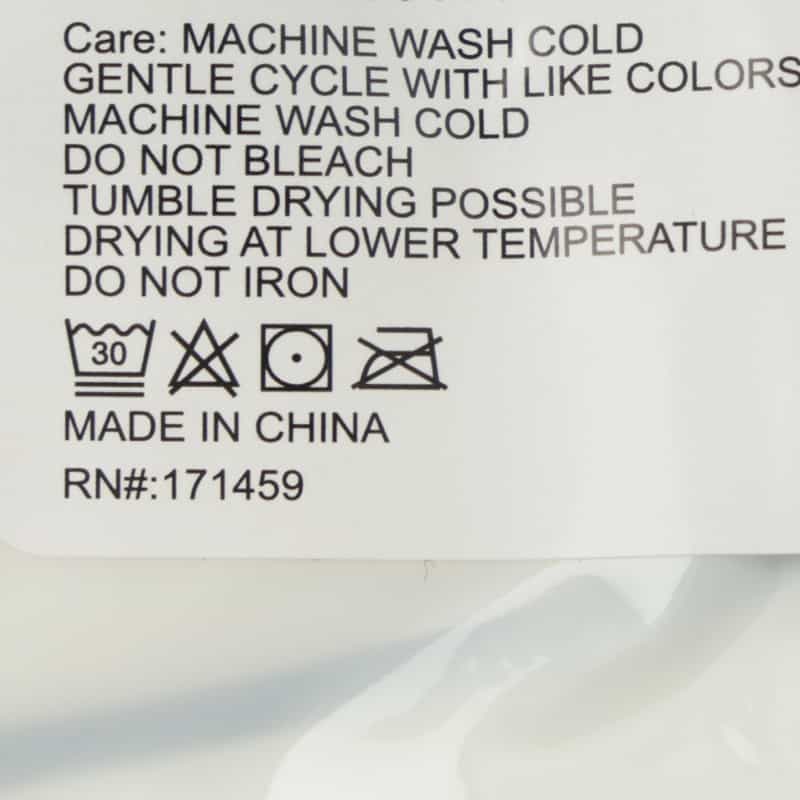 Care: MACHINE WASH COLD
GENTLE CYCLE WITH LIKE COLORS
MACHINE WASH COLD
DO NOT BLEACH
TUMBLE DRYING POSSIBLE
DRYING AT LOWER TEMPERATURE
DO NOT IRON
30
MADE IN CHINA
RN#:171459